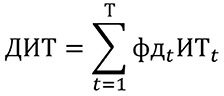 ДИТ = ∑_{t=1}^{Т} фд_t ИТ_t